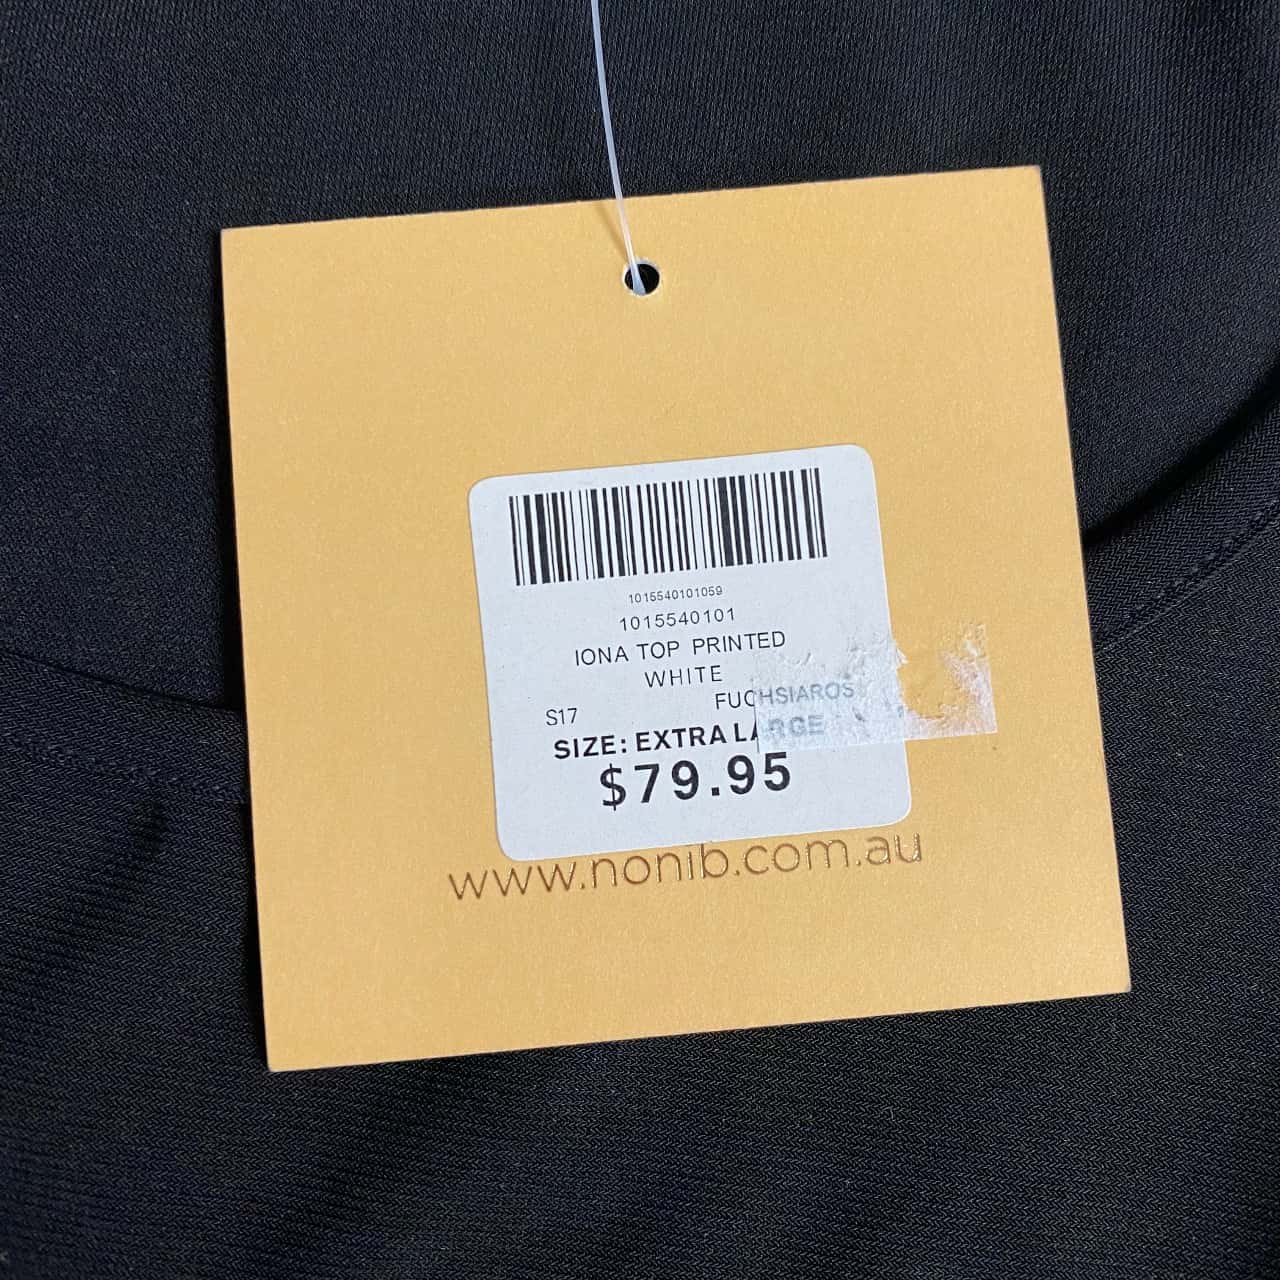 1015540101059
1015540101
IONA TOP PRINTED
WHITE
FUCHSIAROS
S17
SIZE: EXTRA LARGE
$79.95
www.nonib.com.au